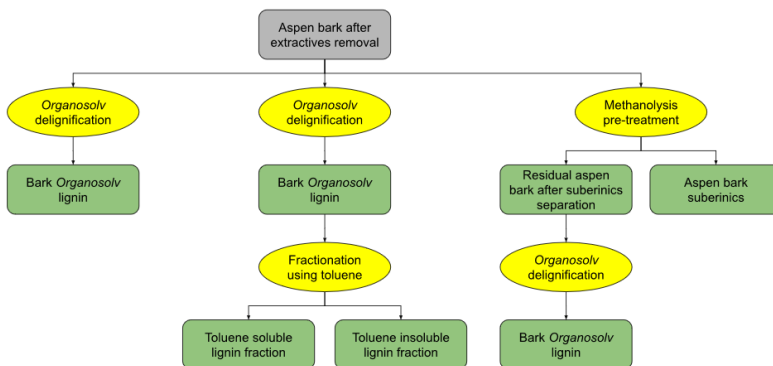 Aspen bark after
extractives removal
Organosolv
delignification
Organosolv
delignification
Methanolysis
pre-treatment
Bark Organosolv
lignin
Bark Organosolv
lignin
Residual aspen
bark after suberinics
separation
Aspen bark
suberinics
Fractionation
using toluene
Organosolv
delignification
Toluene soluble
lignin fraction
Toluene insoluble
lignin fraction
Bark Organosolv
lignin